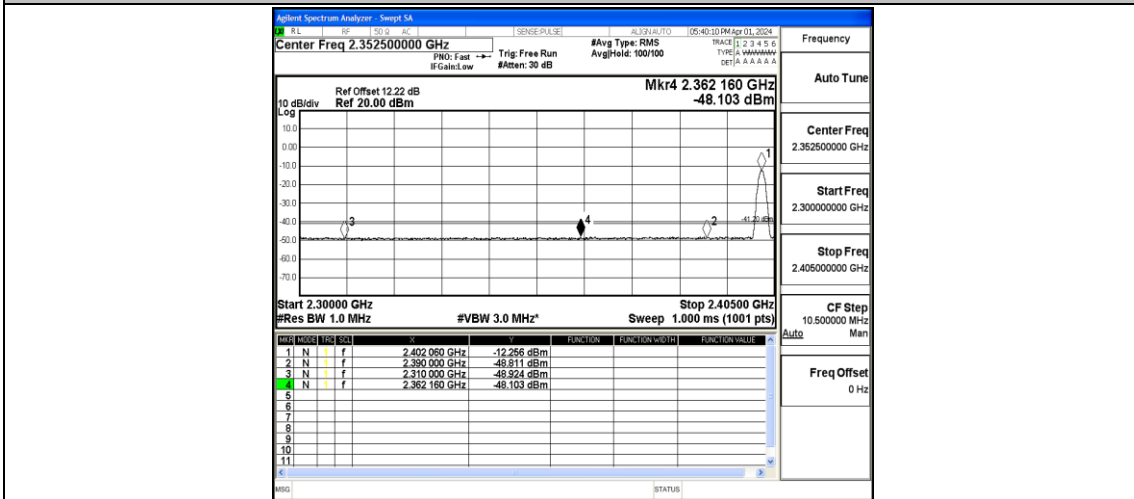 Agilent Spectrum Analyzer - Swept SA
RL RF 50 Ω AC SENSE:PULSE ALIGN AUTO 05:40:10 PM Apr 01, 2024
Center Freq 2.352500000 GHz
PNO: Fast
IFGain:Low
Trig: Free Run
#Atten: 30 dB
#Avg Type: RMS
Avg|Hold: 100/100
TRACE 1 2 3 4 5 6
TYPE A WWWWW
DET A A A A A A
Frequency
Auto Tune
Mkr4 2.362 160 GHz
-48.103 dBm
Ref Offset 12.22 dB
10 dB/div Ref 20.00 dBm
Log
10.0
0.00
-10.0
-20.0
-30.0
-40.0
-50.0
-60.0
-70.0
1
3
4
2
-41.20 dBm
Center Freq
2.352500000 GHz
Start Freq
2.300000000 GHz
Stop Freq
2.405000000 GHz
Start 2.30000 GHz Stop 2.40500 GHz
#Res BW 1.0 MHz #VBW 3.0 MHz* Sweep 1.000 ms (1001 pts)
CF Step
10.500000 MHz
Auto Man
MKR MODE TRC SCL X Y FUNCTION FUNCTION WIDTH FUNCTION VALUE
1 N 1 f 2.402 060 GHz -12.256 dBm
2 N 1 f 2.390 000 GHz -48.811 dBm
3 N 1 f 2.310 000 GHz -48.924 dBm
4 N 1 f 2.362 160 GHz -48.103 dBm
5
6
7
8
9
10
11
Freq Offset
0 Hz
MSG STATUS